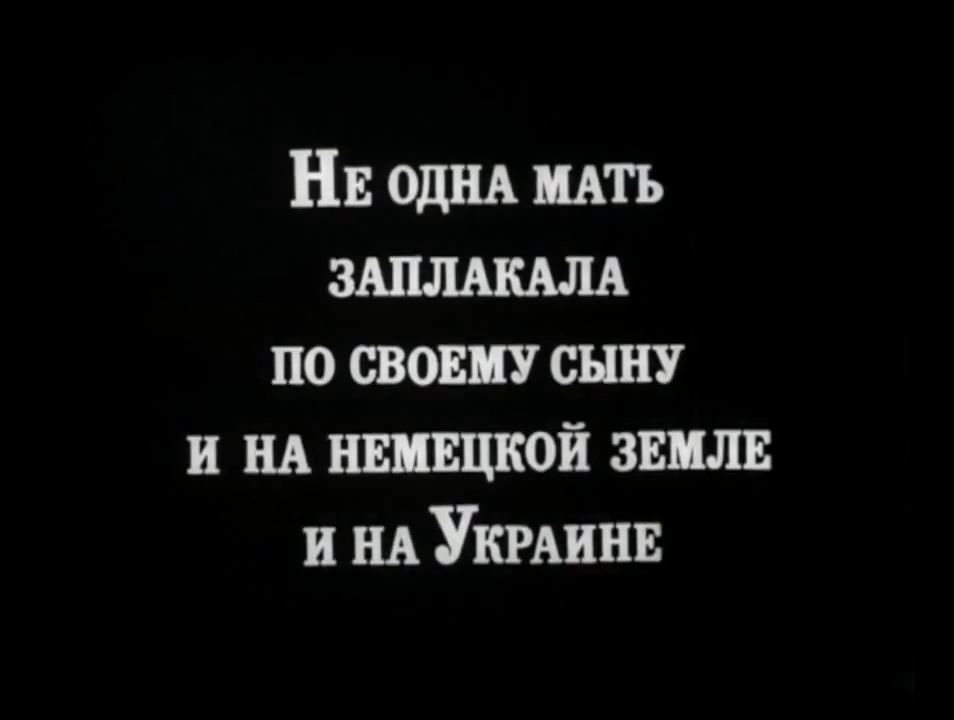 Не одна мать
заплакала
по своему сыну
и на немецкой земле
и на Украине